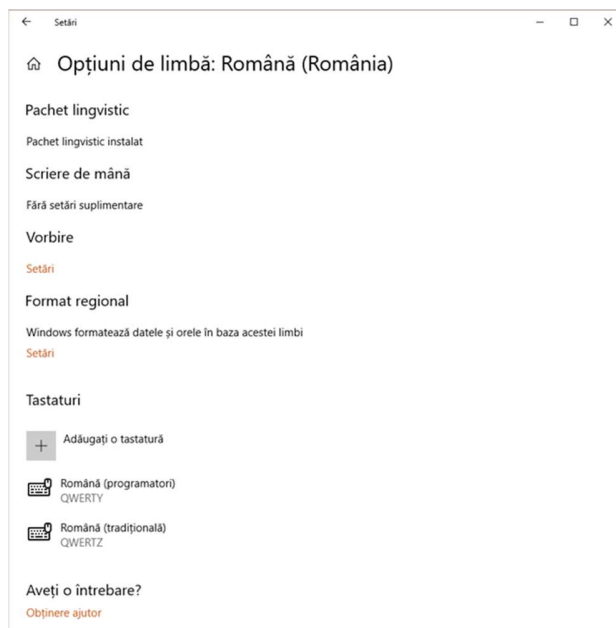 Setări
Opțiuni de limbă: Română (România)
Pachet lingvistic
Pachet lingvistic instalat
Scriere de mână
Fără setări suplimentare
Vorbire
Setări
Format regional
Windows formatează datele și orele în baza acestei limbi
Setări
Tastaturi
Adăugați o tastatură
Română (programatori)
QWERTY
Română (tradițională)
QWERTZ
Aveți o întrebare?
Obținere ajutor